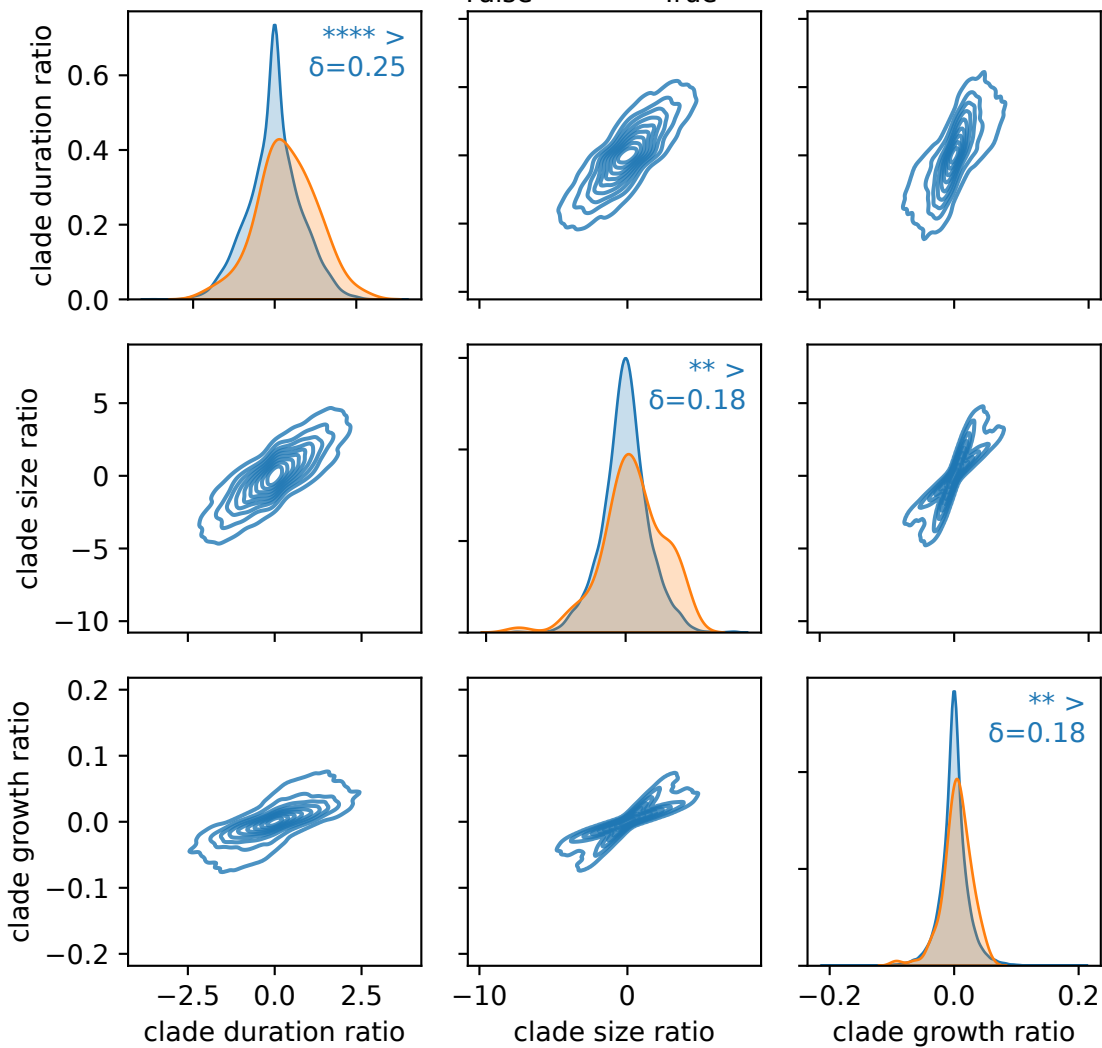 clade duration ratio
0.6
0.4
0.2
0.0
**** >
δ=0.25
clade size ratio
5
0
−5
−10
** >
δ=0.18
clade growth ratio
0.2
0.1
0.0
−0.1
−0.2
** >
δ=0.18
−2.5 0.0 2.5
−10 0
−0.2 0.0 0.2
clade duration ratio
clade size ratio
clade growth ratio